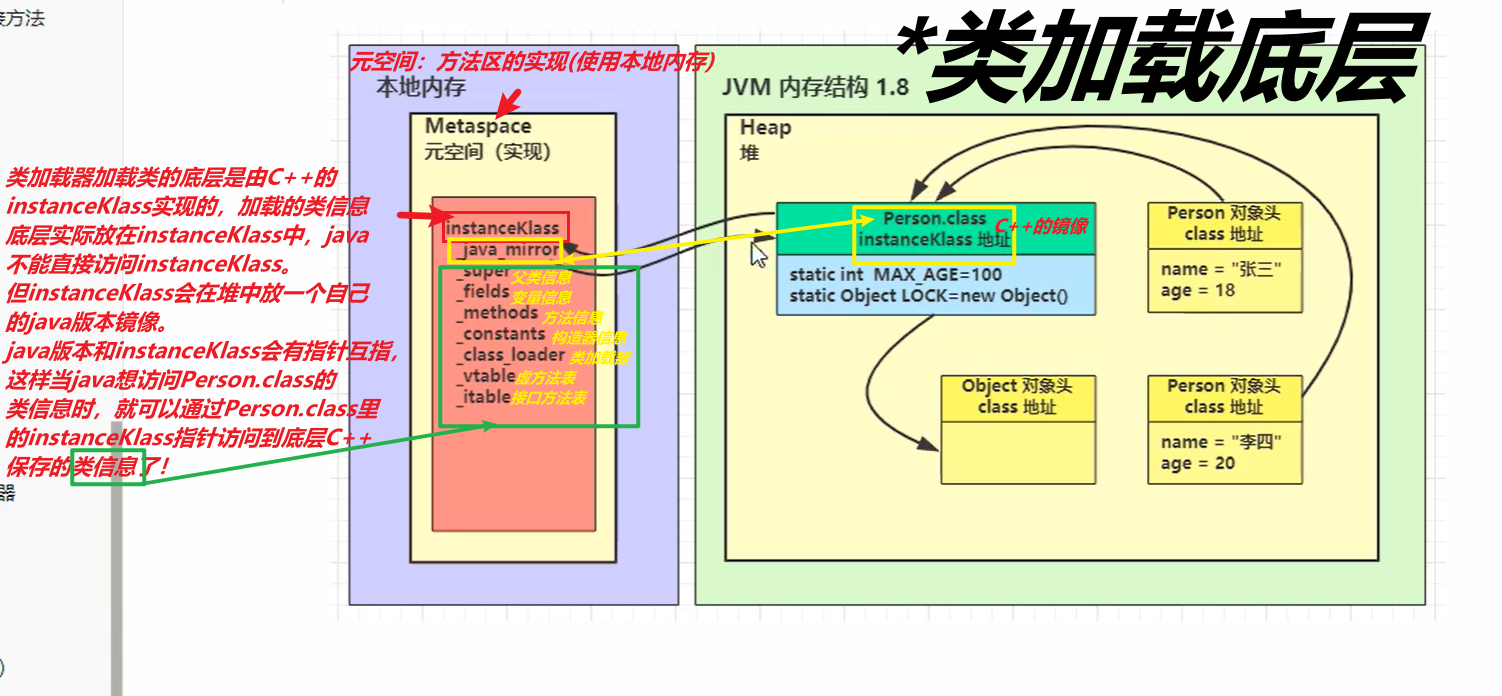 接方法
*类加载底层
元空间：方法区的实现(使用本地内存)
本地内存
JVM 内存结构 1.8
Metaspace
元空间（实现）
Heap
堆
类加载器加载类的底层是由C++的
instanceKlass实现的，加载的类信息
底层实际放在instanceKlass中，java
不能直接访问instanceKlass。
但instanceKlass会在堆中放一个自己
的java版本镜像。
java版本和instanceKlass会有指针互指，
这样当java想访问Person.class的
类信息时，就可以通过Person.class里
的instanceKlass指针访问到底层C++
保存的类信息了！
器
)
instanceKlass
_java_mirror
_super 父类信息
_fields 变量信息
_methods 方法信息
_constants 构造器信息
_class_loader 类加载器
_vtable 虚方法表
_itable 接口方法表
Person.class
instanceKlass 地址
C++的镜像
static int MAX_AGE=100
static Object LOCK=new Object()
Person 对象头
class 地址
name = "张三"
age = 18
Object 对象头
class 地址
Person 对象头
class 地址
name = "李四"
age = 20